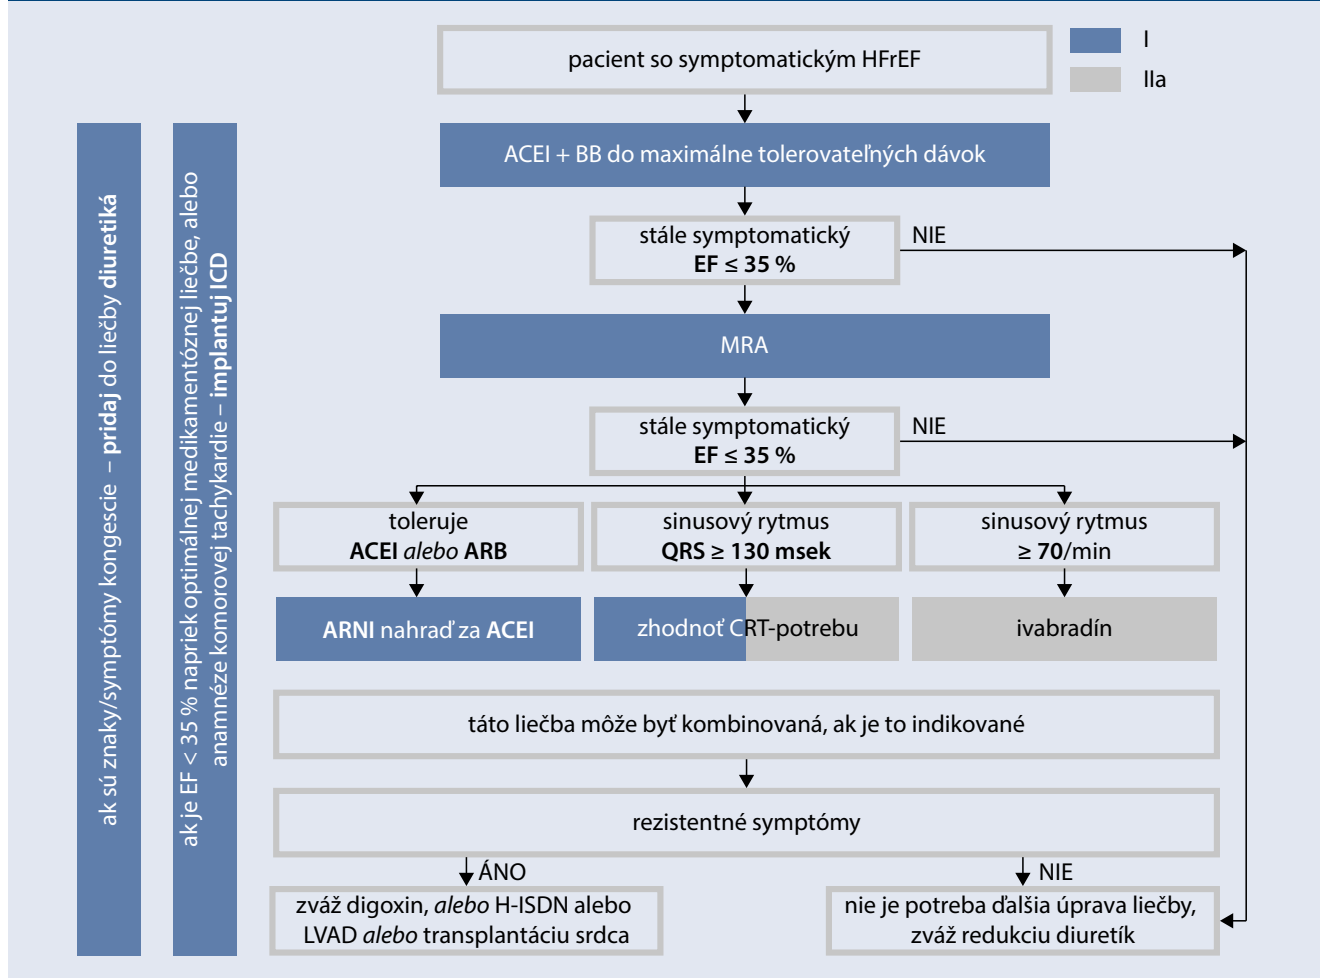 pacient so symptomatickým HFrEF
I
IIa
ak sú znaky/symptómy kongescie – pridaj do liečby diuretiká
ak je EF < 35 % napriek optimálnej medikamentóznej liečbe, alebo
anamnéze komorovej tachykardie – implantuj ICD
ACEI + BB do maximálne tolerovateľných dávok
stále symptomatický
EF ≤ 35 %
NIE
MRA
stále symptomatický
EF ≤ 35 %
NIE
toleruje
ACEI alebo ARB
sinusový rytmus
QRS ≥ 130 msek
sinusový rytmus
≥ 70/min
ARNI nahraď za ACEI
zhodnoť CRT-potrebu
ivabradín
táto liečba môže byť kombinovaná, ak je to indikované
rezistentné symptómy
ÁNO
NIE
zváž digoxin, alebo H-ISDN alebo
LVAD alebo transplantáciu srdca
nie je potreba ďalšia úprava liečby,
zváž redukciu diuretík